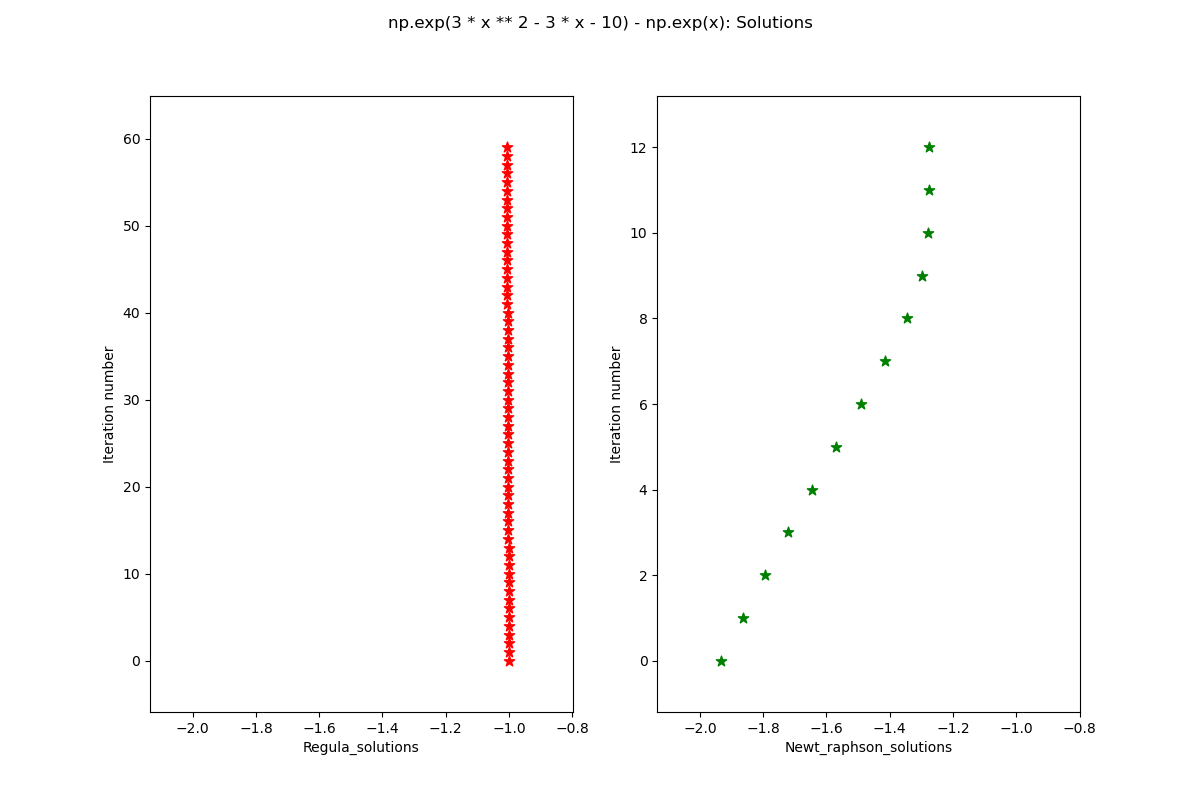 np.exp(3 * x ** 2 - 3 * x - 10) - np.exp(x): Solutions
60
50
40
30
20
10
0
Iteration number
−2.0 −1.8 −1.6 −1.4 −1.2 −1.0 −0.8
Regula_solutions
12
10
8
6
4
2
0
Iteration number
−2.0 −1.8 −1.6 −1.4 −1.2 −1.0 −0.8
Newt_raphson_solutions